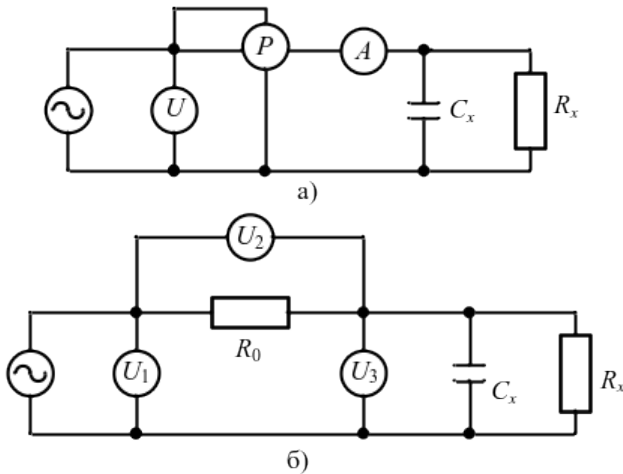 P
A
U
Cₓ
Rₓ
а)
U₂
R₀
U₁
U₃
Cₓ
Rₓ
б)